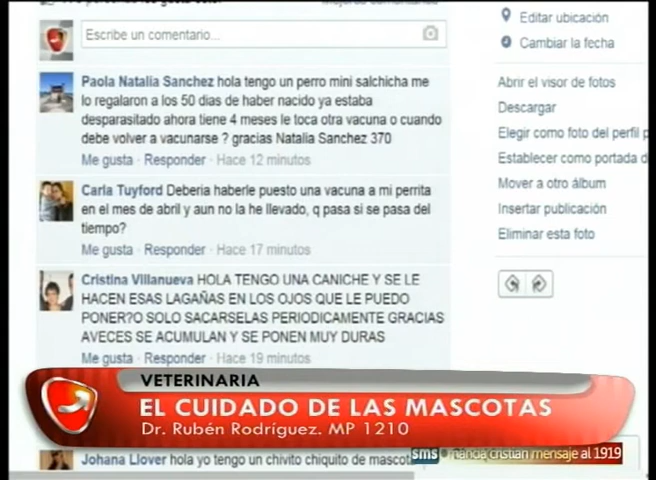 Escribe un comentario...
Paola Natalia Sanchez hola tengo un perro mini salchicha me
lo regalaron a los 50 dias de haber nacido ya estaba
desparasitado ahora tiene 4 meses le toca otra vacuna o cuando
debe volver a vacunarse ? gracias Natalia Sanchez 370
Me gusta · Responder · Hace 12 minutos
Carla Tuyford Deberia haberle puesto una vacuna a mi perrita
en el mes de abril y aun no la he llevado, q pasa si se pasa del
tiempo?
Me gusta · Responder · Hace 17 minutos
Cristina Villanueva HOLA TENGO UNA CANICHE Y SE LE
HACEN ESAS LAGAÑAS EN LOS OJOS QUE LE PUEDO
PONER?O SOLO SACARSELAS PERIODICAMENTE GRACIAS
AVECES SE ACUMULAN Y SE PONEN MUY DURAS
Me gusta · Responder · Hace 19 minutos
Johana Llover hola yo tengo un chivito chiquito de mascota
Editar ubicación
Cambiar la fecha
Abrir el visor de fotos
Descargar
Elegir como foto del perfil
Establecer como portada d
Mover a otro álbum
Insertar publicación
Eliminar esta foto
VETERINARIA
EL CUIDADO DE LAS MASCOTAS
Dr. Rubén Rodríguez. MP 1210
sms mandá cristian mensaje al 1919